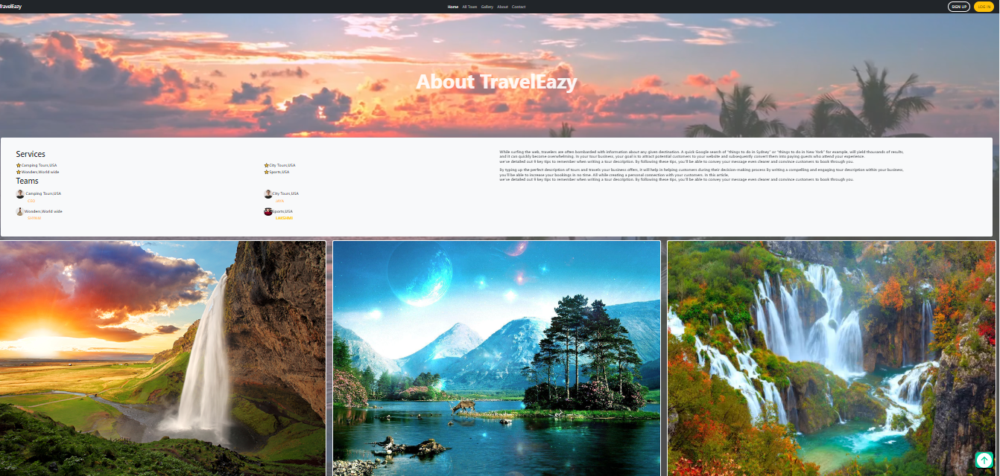 TravelEazy
Home All Tours Gallery About Contact
SIGN UP LOG IN
About TravelEazy
Services
Camping Tours,USA
City Tours,USA
Wonders,World wide
Sports,USA
Teams
Camping Tours,USA
CEO
City Tours,USA
JAYA
Wonders,World wide
SHYAM
Sports,USA
LAKSHMI
While surfing the web, travelers are often bombarded with information about any given destination. A quick Google search of "things to do in Sydney" or "things to do in New York" for example, will yield thousands of results,
and it can quickly become overwhelming. In your tour business, your goal is to attract potential customers to your website and subsequently convert them into paying guests who attend your experience.
we've detailed out 9 key tips to remember when writing a tour description. By following these tips, you'll be able to convey your message even clearer and convince customers to book through you.
By typing up the perfect description of tours and travels your business offers, it will help in helping customers during their decision-making process By writing a compelling and engaging tour description within your business,
you'll be able to increase your bookings in no time. All while creating a personal connection with your customers. In this article,
we've detailed out 9 key tips to remember when writing a tour description. By following these tips, you'll be able to convey your message even clearer and convince customers to book through you.